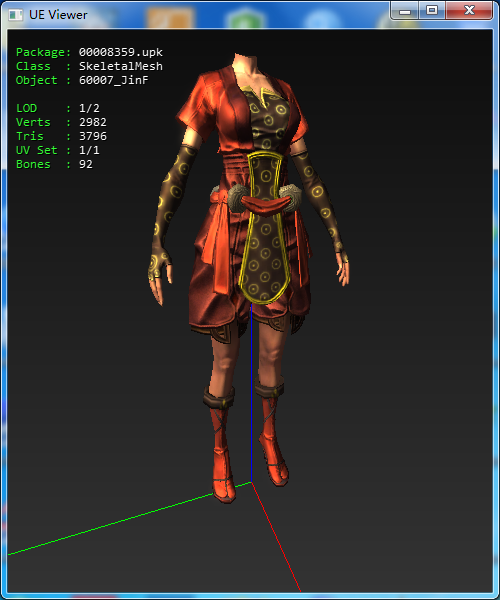 UE Viewer
Package: 00008359.upk
Class : SkeletalMesh
Object : 60007_JinF
LOD : 1/2
Verts : 2982
Tris : 3796
UV Set : 1/1
Bones : 92